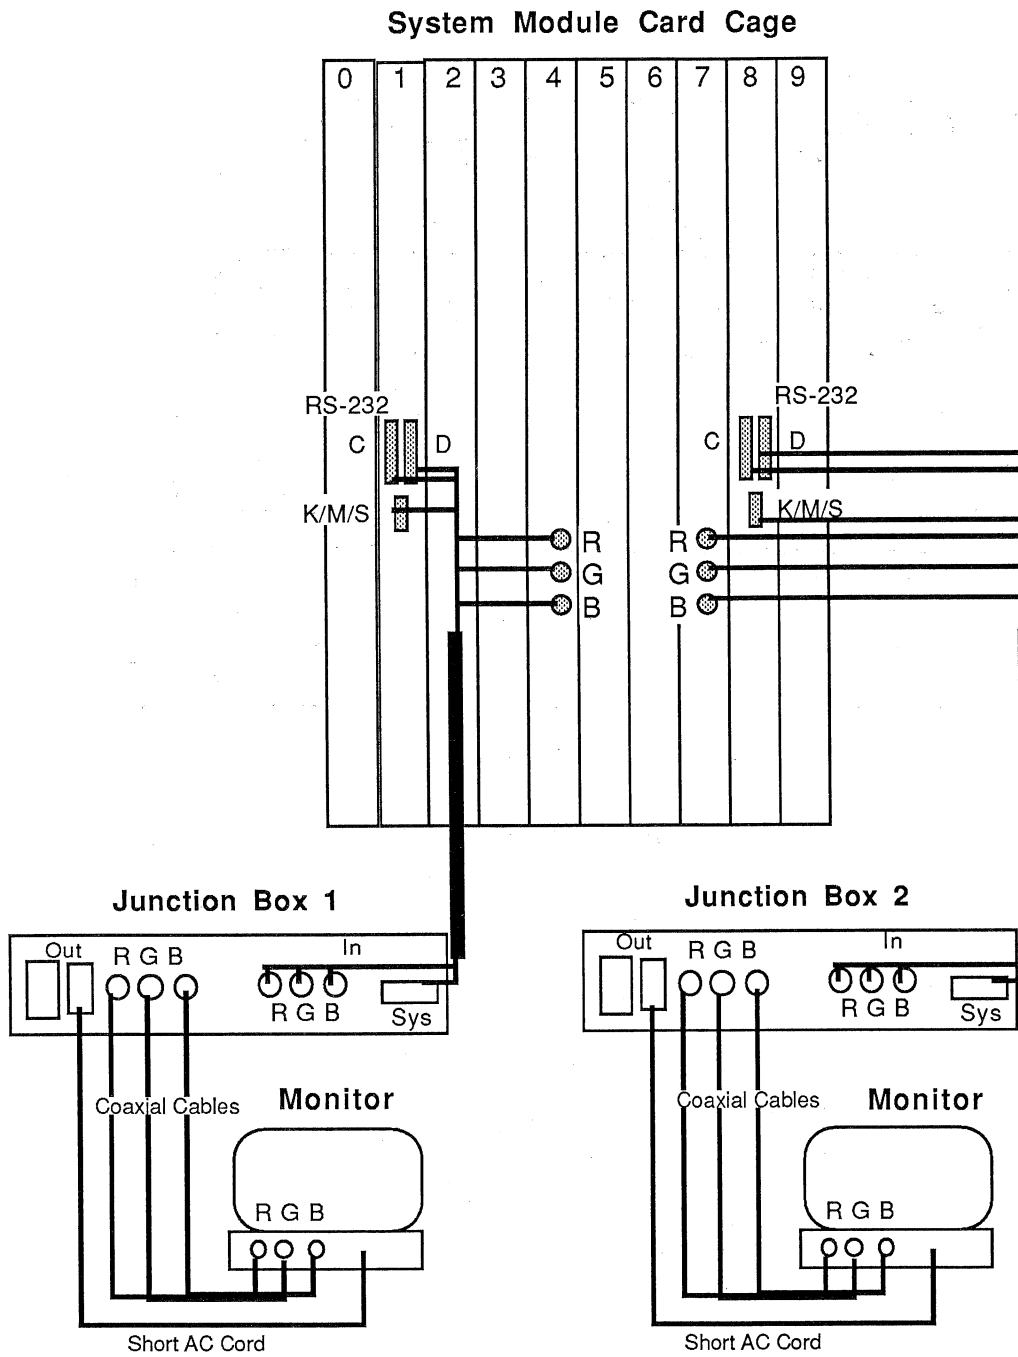 System Module Card Cage
0 1 2 3 4 5 6 7 8 9
RS-232
RS-232
C D
C D
K/M/S
K/M/S
R R
G G
B B
Junction Box 1
Junction Box 2
Out R G B In
R G B
Sys
Out R G B In
R G B
Sys
Coaxial Cables
Monitor
Coaxial Cables
Monitor
R G B
R G B
Short AC Cord
Short AC Cord